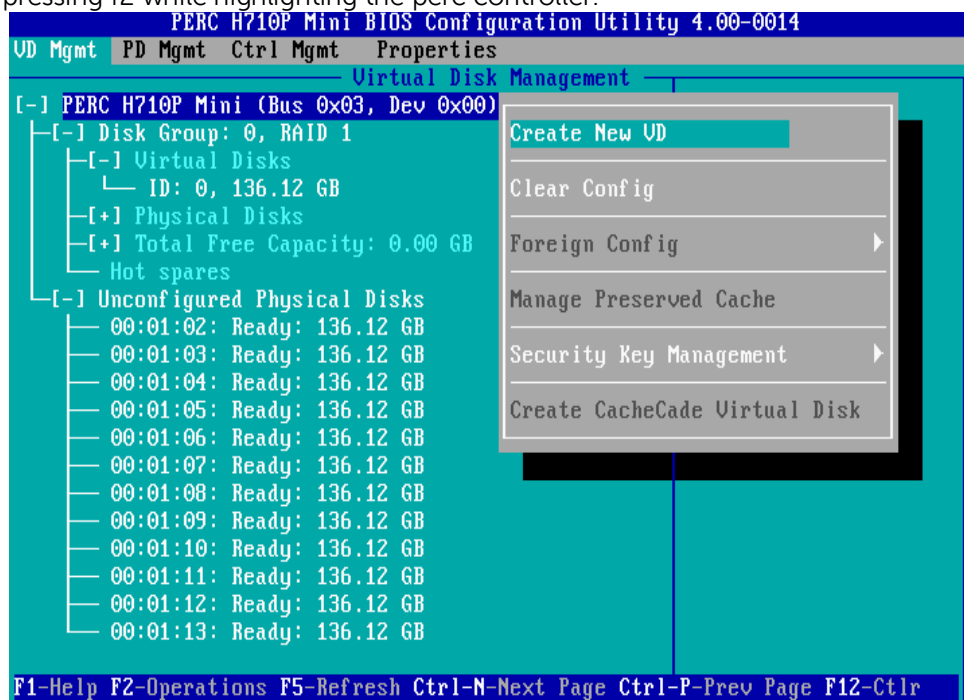 pressing f2 while highlighting the perc controller.
PERC H710P Mini BIOS Configuration Utility 4.00-0014
VD Mgmt PD Mgmt Ctrl Mgmt Properties
Virtual Disk Management
[-] PERC H710P Mini (Bus 0x03, Dev 0x00)
[-] Disk Group: 0, RAID 1
[-] Virtual Disks
ID: 0, 136.12 GB
[+] Physical Disks
[+] Total Free Capacity: 0.00 GB
Hot spares
[-] Unconfigured Physical Disks
00:01:02: Ready: 136.12 GB
00:01:03: Ready: 136.12 GB
00:01:04: Ready: 136.12 GB
00:01:05: Ready: 136.12 GB
00:01:06: Ready: 136.12 GB
00:01:07: Ready: 136.12 GB
00:01:08: Ready: 136.12 GB
00:01:09: Ready: 136.12 GB
00:01:10: Ready: 136.12 GB
00:01:11: Ready: 136.12 GB
00:01:12: Ready: 136.12 GB
00:01:13: Ready: 136.12 GB
Create New VD
Clear Config
Foreign Config
Manage Preserved Cache
Security Key Management
Create CacheCade Virtual Disk
F1-Help F2-Operations F5-Refresh Ctrl-N-Next Page Ctrl-P-Prev Page F12-Ctlr